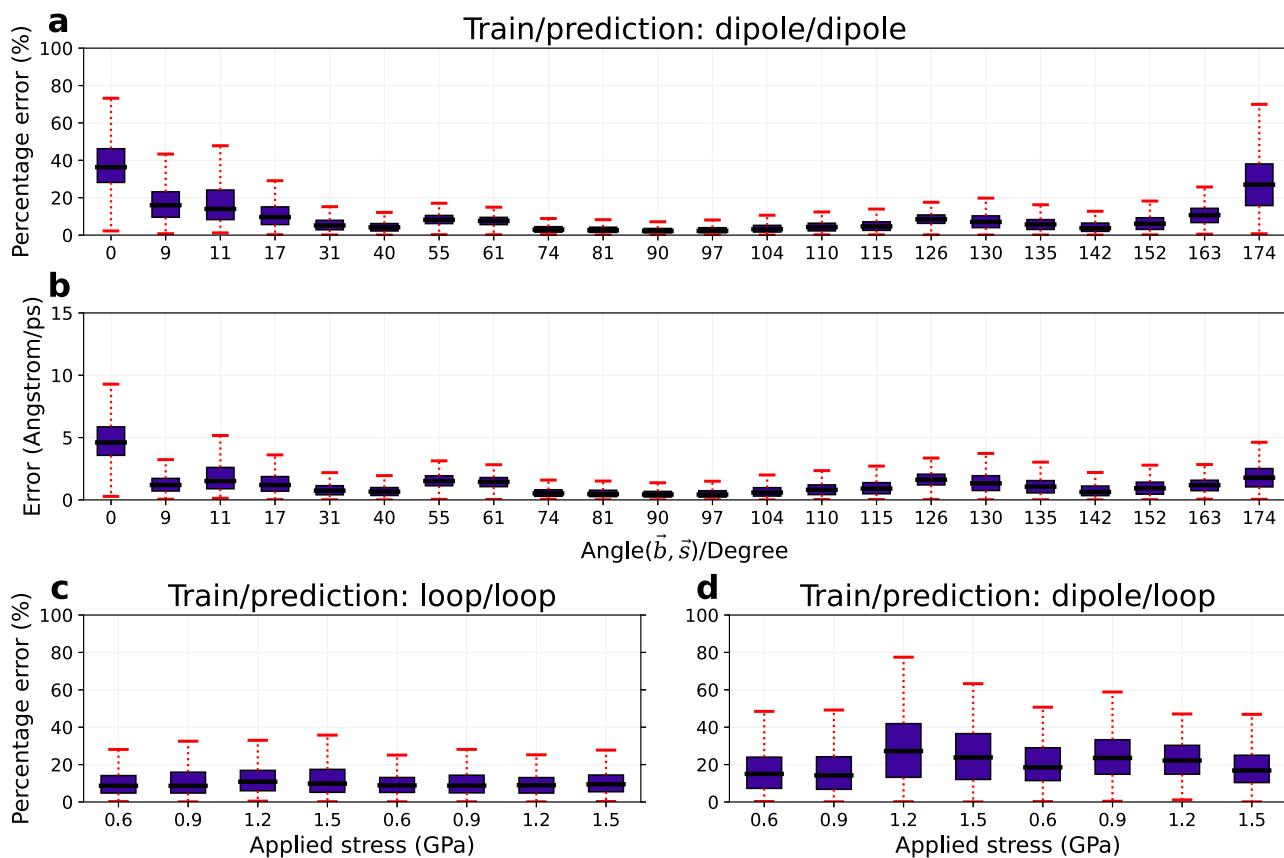 a
Train/prediction: dipole/dipole
Percentage error (%)
100
80
60
40
20
0
0 9 11 17 31 40 55 61 74 81 90 97 104 110 115 126 130 135 142 152 163 174
b
Error (Angstrom/ps)
15
10
5
0
0 9 11 17 31 40 55 61 74 81 90 97 104 110 115 126 130 135 142 152 163 174
Angle(b⃗, s⃗)/Degree
c
Train/prediction: loop/loop
Percentage error (%)
100
80
60
40
20
0
0.6 0.9 1.2 1.5 0.6 0.9 1.2 1.5
Applied stress (GPa)
d
Train/prediction: dipole/loop
100
80
60
40
20
0
0.6 0.9 1.2 1.5 0.6 0.9 1.2 1.5
Applied stress (GPa)